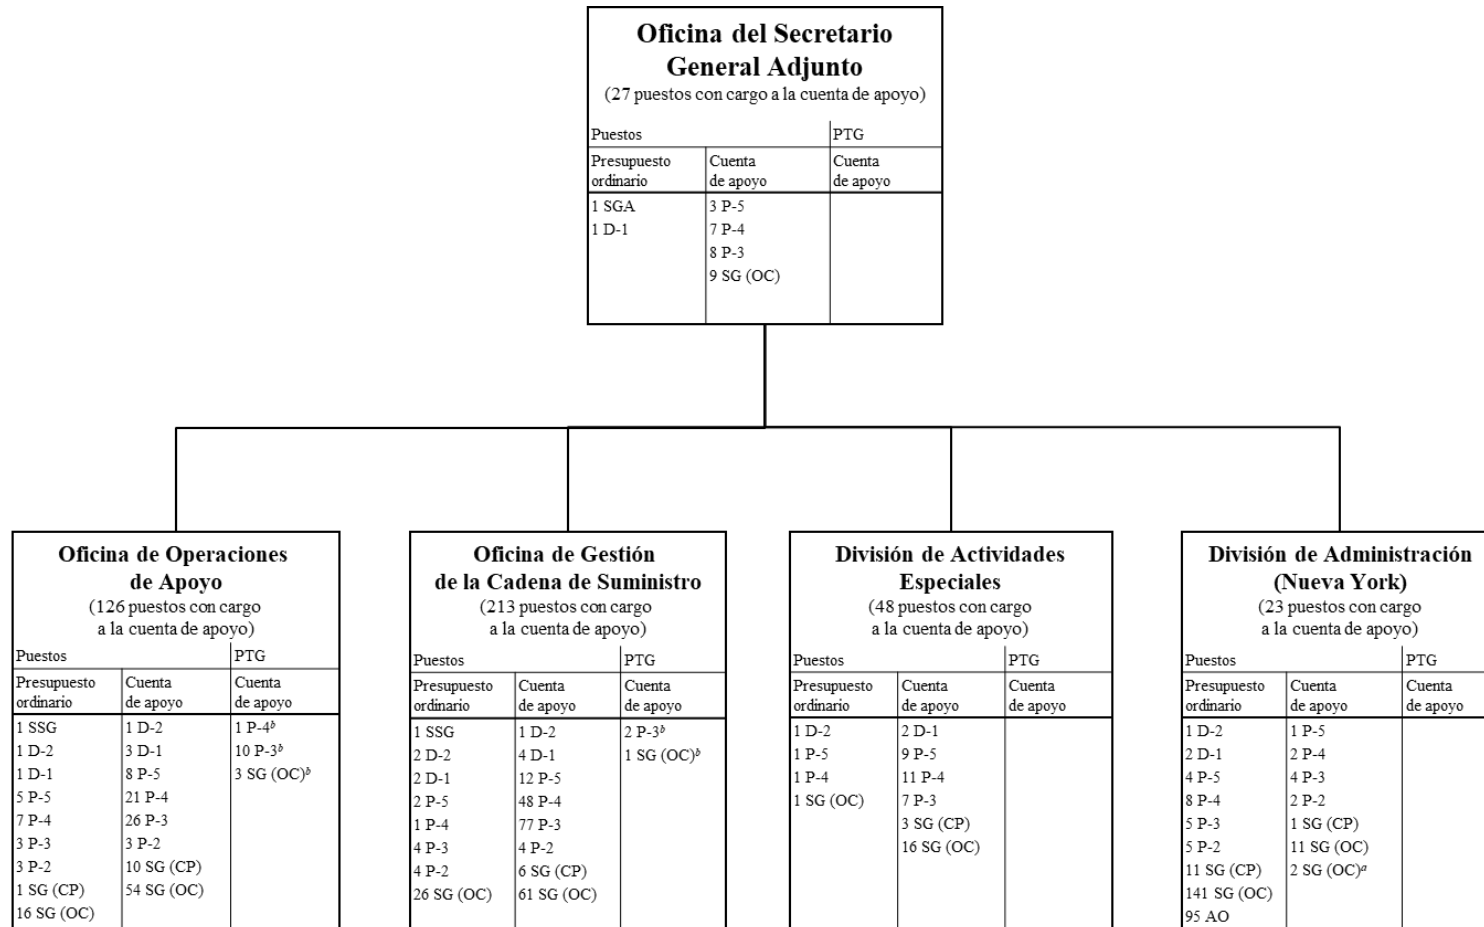 Oficina del Secretario
General Adjunto
(27 puestos con cargo a la cuenta de apoyo)
Puestos PTG
Presupuesto ordinario Cuenta de apoyo Cuenta de apoyo
1 SGA 3 P-5
1 D-1 7 P-4
8 P-3
9 SG (OC)
Oficina de Operaciones
de Apoyo
(126 puestos con cargo
a la cuenta de apoyo)
Puestos PTG
Presupuesto ordinario Cuenta de apoyo Cuenta de apoyo
1 SSG 1 D-2 1 P-4ᵇ
1 D-2 3 D-1 10 P-3ᵇ
1 D-1 8 P-5 3 SG (OC)ᵇ
5 P-5 21 P-4
7 P-4 26 P-3
3 P-3 3 P-2
3 P-2 10 SG (CP)
1 SG (CP) 54 SG (OC)
16 SG (OC)
Oficina de Gestión
de la Cadena de Suministro
(213 puestos con cargo
a la cuenta de apoyo)
Puestos PTG
Presupuesto ordinario Cuenta de apoyo Cuenta de apoyo
1 SSG 1 D-2 2 P-3ᵇ
2 D-2 4 D-1 1 SG (OC)ᵇ
2 D-1 12 P-5
2 P-5 48 P-4
1 P-4 77 P-3
4 P-3 4 P-2
4 P-2 6 SG (CP)
26 SG (OC) 61 SG (OC)
División de Actividades
Especiales
(48 puestos con cargo
a la cuenta de apoyo)
Puestos PTG
Presupuesto ordinario Cuenta de apoyo Cuenta de apoyo
1 D-2 2 D-1
1 P-5 9 P-5
1 P-4 11 P-4
1 SG (OC) 7 P-3
3 SG (CP)
16 SG (OC)
División de Administración
(Nueva York)
(23 puestos con cargo
a la cuenta de apoyo)
Puestos PTG
Presupuesto ordinario Cuenta de apoyo Cuenta de apoyo
1 D-2 1 P-5
2 D-1 2 P-4
4 P-5 4 P-3
8 P-4 2 P-2
5 P-3 1 SG (CP)
5 P-2 11 SG (OC)
11 SG (CP) 2 SG (OC)ᵃ
141 SG (OC)
95 AO